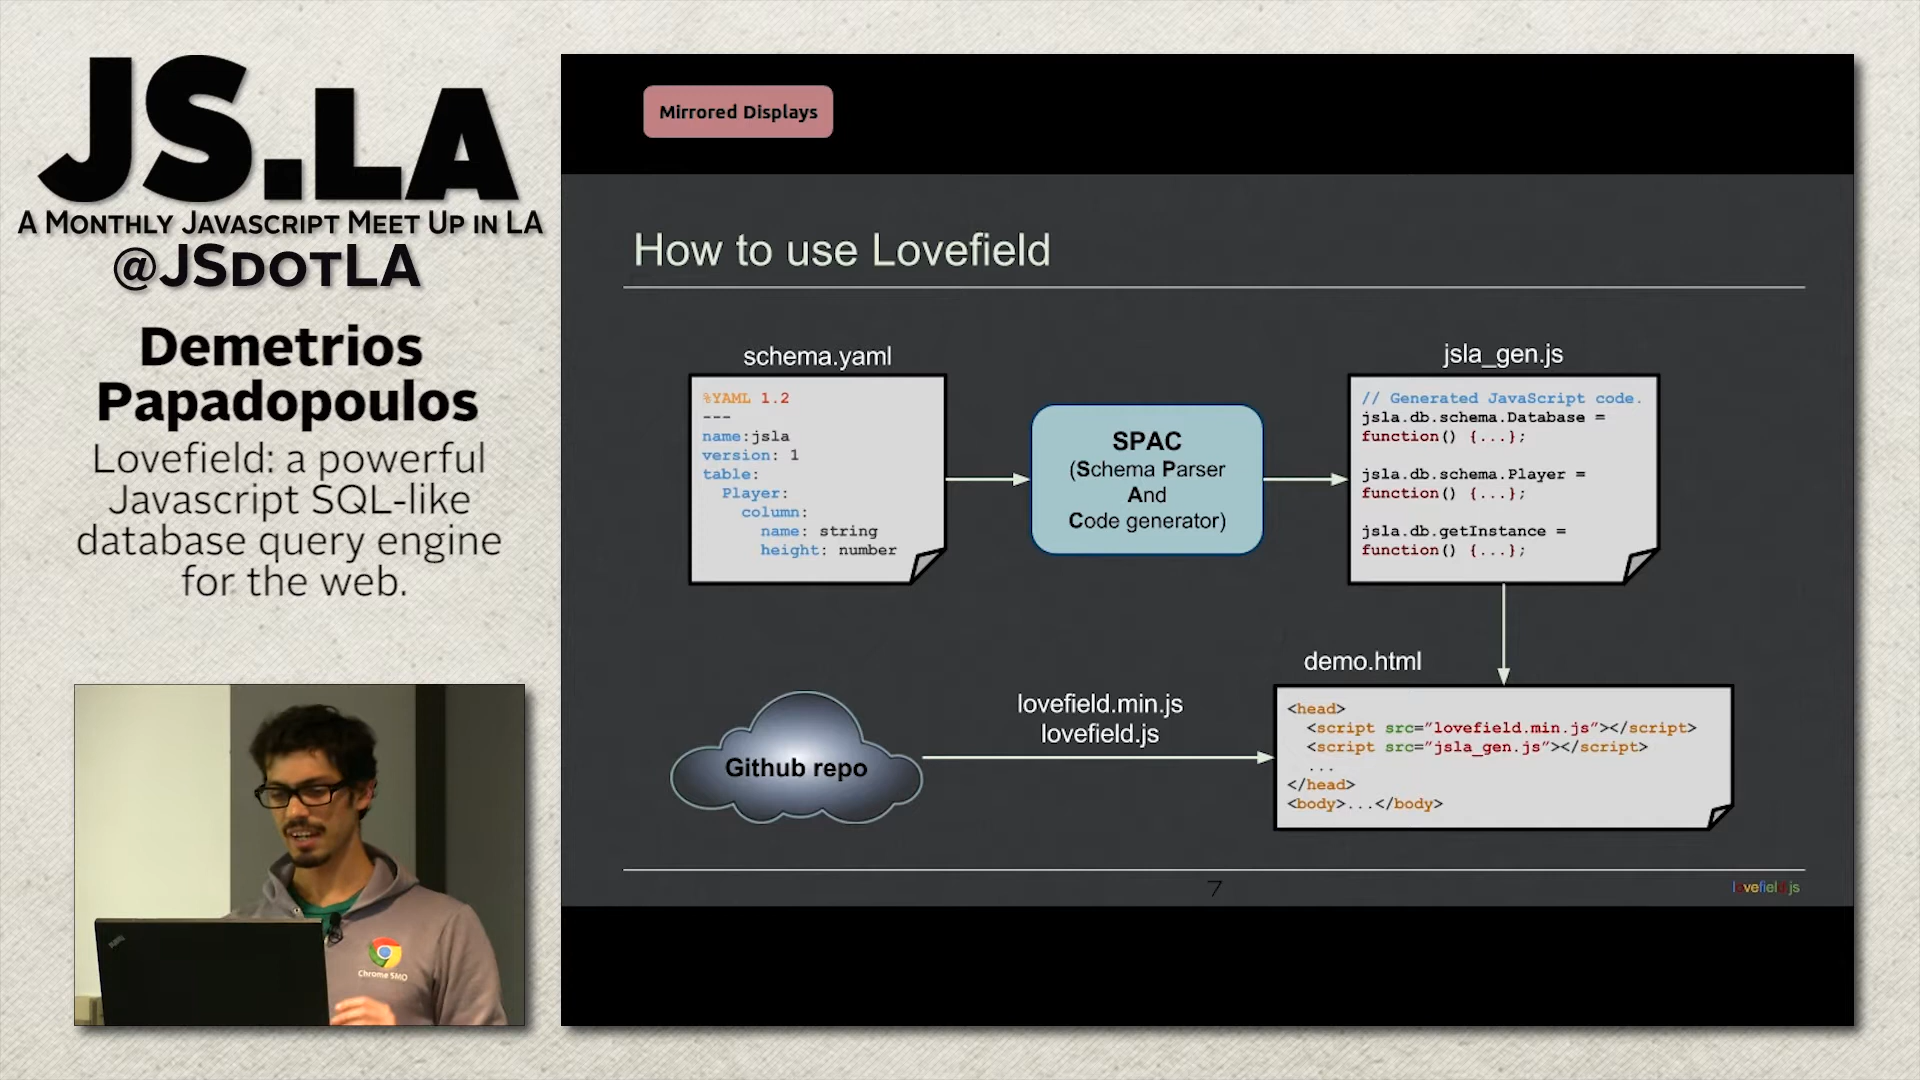 JS.LA
A Monthly Javascript Meet Up in LA
@JSdotLA
Demetrios
Papadopoulos
Lovefield: a powerful
Javascript SQL-like
database query engine
for the web.
Chrome SMO
Mirrored Displays
How to use Lovefield
schema.yaml
%YAML 1.2
---
name:jsla
version: 1
table:
Player:
column:
name: string
height: number
SPAC
(Schema Parser
And
Code generator)
jsla_gen.js
// Generated JavaScript code.
jsla.db.schema.Database =
function() {...};
jsla.db.schema.Player =
function() {...};
jsla.db.getInstance =
function() {...};
Github repo
lovefield.min.js
lovefield.js
demo.html
<head>
<script src="lovefield.min.js"></script>
<script src="jsla_gen.js"></script>
...
</head>
<body>...</body>
7
lovefield.js